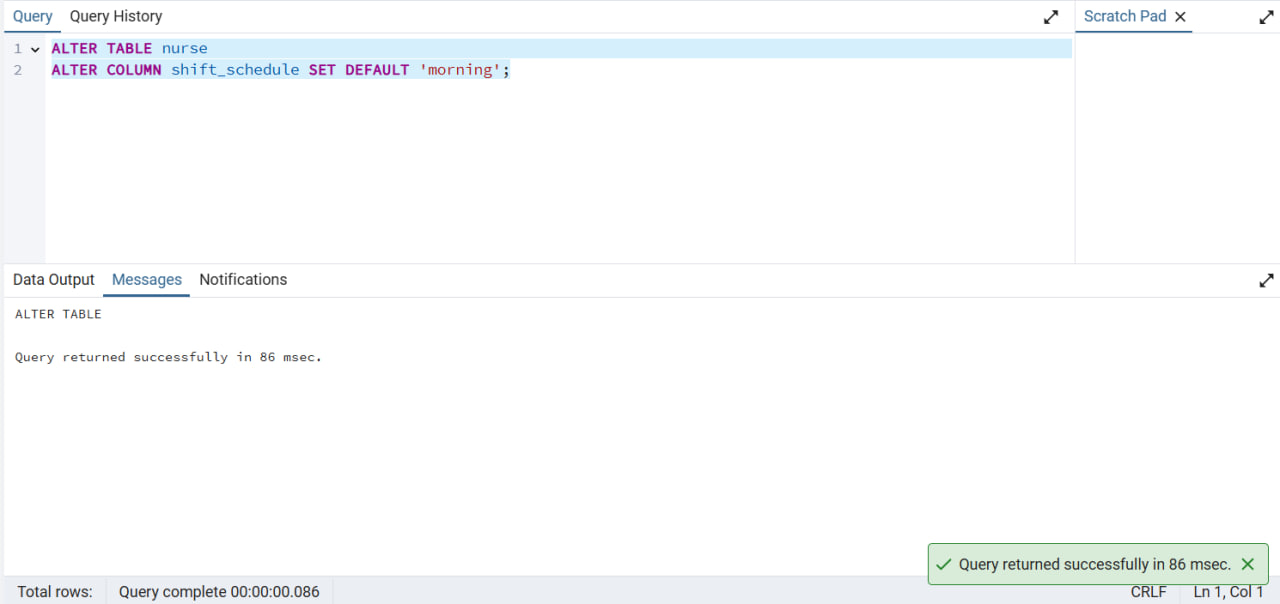 Query Query History Scratch Pad
1 ALTER TABLE nurse
2 ALTER COLUMN shift_schedule SET DEFAULT 'morning';
Data Output Messages Notifications
ALTER TABLE
Query returned successfully in 86 msec.
Query returned successfully in 86 msec.
Total rows: Query complete 00:00:00.086 CRLF Ln 1, Col 1